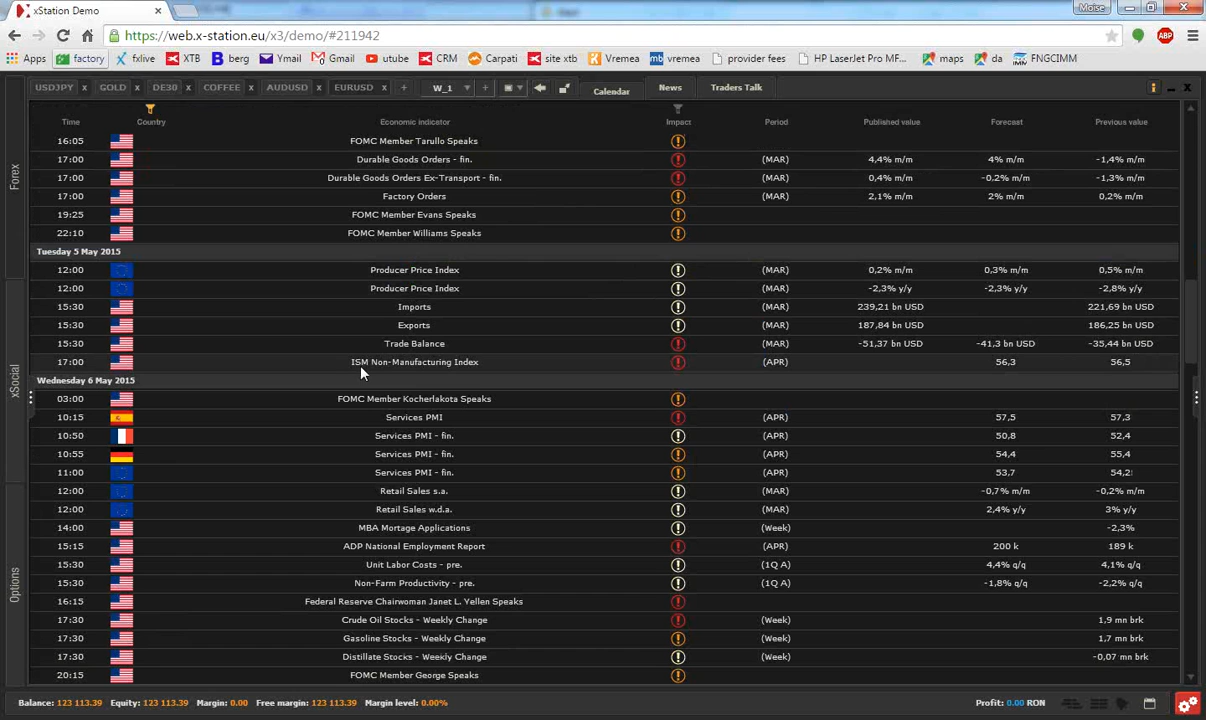 xStation Demo × Moise
https://web.x-station.eu/x3/demo/#211942
Apps factory fxlive XTB berg Ymail Gmail utube CRM Carpati site xtb Vremea vremea provider fees HP LaserJet Pro MF... maps da FNGCIMM
USDJPY × GOLD × DE30 × COFFEE × AUDUSD × EURUSD × + W_1 + Calendar News Traders Talk
Time Country Economic indicator Impact Period Published value Forecast Previous value
16:05 FOMC Member Tarullo Speaks
17:00 Durable Goods Orders - fin. (MAR) 4,4% m/m 4% m/m -1,4% m/m
17:00 Durable Goods Orders Ex-Transport - fin. (MAR) 0,4% m/m -0,2% m/m -1,3% m/m
17:00 Factory Orders (MAR) 2,1% m/m 2% m/m 0,2% m/m
19:25 FOMC Member Evans Speaks
22:10 FOMC Member Williams Speaks
Tuesday 5 May 2015
12:00 Producer Price Index (MAR) 0,2% m/m 0,3% m/m 0,5% m/m
12:00 Producer Price Index (MAR) -2,3% y/y -2,3% y/y -2,8% y/y
15:30 Imports (MAR) 239,21 bn USD 221,69 bn USD
15:30 Exports (MAR) 187,84 bn USD 186,25 bn USD
15:30 Trade Balance (MAR) -51,37 bn USD -41,3 bn USD -35,44 bn USD
17:00 ISM Non-Manufacturing Index (APR) 56,3 56,5
Wednesday 6 May 2015
03:00 FOMC Member Kocherlakota Speaks
10:15 Services PMI (APR) 57,5 57,3
10:50 Services PMI - fin. (APR) 50,8 52,4
10:55 Services PMI - fin. (APR) 54,4 55,4
11:00 Services PMI - fin. (APR) 53,7 54,2
12:00 Retail Sales s.a. (MAR) -0,7% m/m -0,2% m/m
12:00 Retail Sales w.d.a. (MAR) 2,4% y/y 3% y/y
14:00 MBA Mortage Applications (Week) -2,3%
15:15 ADP National Employment Report (APR) 200 k 189 k
15:30 Unit Labor Costs - pre. (1Q A) 4,4% q/q 4,1% q/q
15:30 Non-Farm Productivity - pre. (1Q A) -1,8% q/q -2,2% q/q
16:15 Federal Reserve Chairwoman Janet L. Yellen Speaks
17:30 Crude Oil Stocks - Weekly Change (Week) 1,9 mn brk
17:30 Gasoline Stocks - Weekly Change (Week) 1,7 mn brk
17:30 Distillate Stocks - Weekly Change (Week) -0,07 mn brk
20:15 FOMC Member George Speaks
Forex
xSocial
Options
Balance: 123 113.39 Equity: 123 113.39 Margin: 0.00 Free margin: 123 113.39 Margin level: 0.00% Profit: 0.00 RON